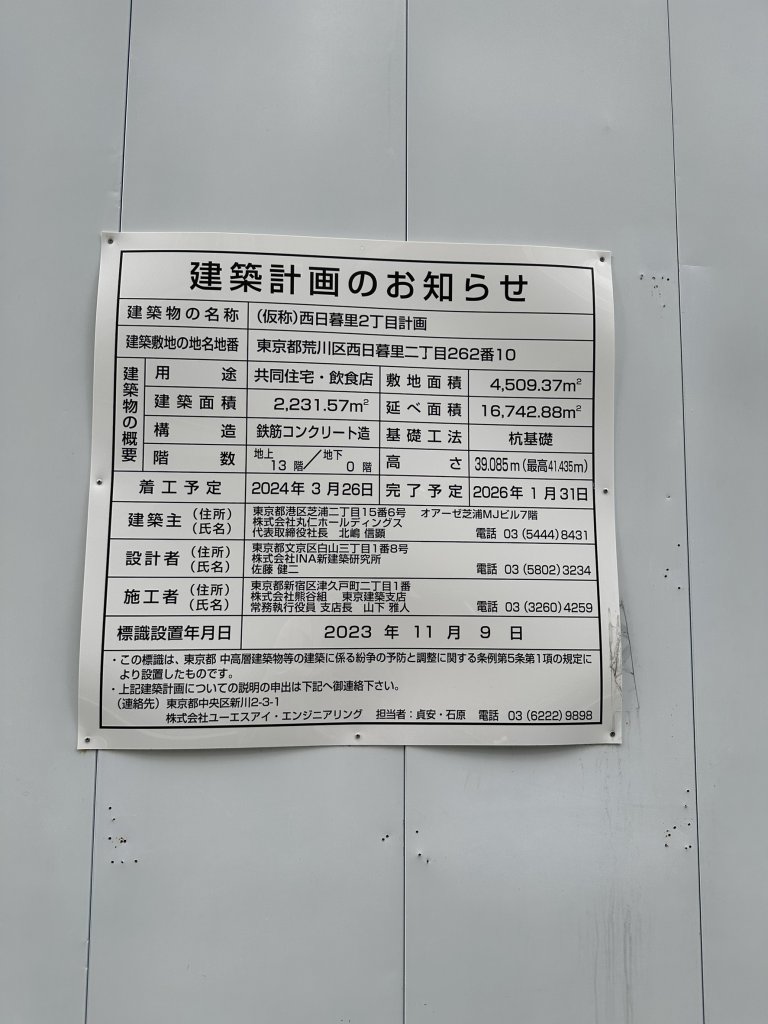 建築計画のお知らせ
建築物の名称 (仮称)西日暮里2丁目計画
建築敷地の地名地番 東京都荒川区西日暮里二丁目262番10
建築物の概要
用途 共同住宅・飲食店 敷地面積 4,509.37m²
建築面積 2,231.57m² 延べ面積 16,742.88m²
構造 鉄筋コンクリート造 基礎工法 杭基礎
階数 地上13階/地下0階 高さ 39.085m(最高41.435m)
着工予定 2024年3月26日 完了予定 2026年1月31日
建築主(住所)(氏名)
東京都港区芝浦二丁目15番6号 オアーゼ芝浦MJビル7階
株式会社丸仁ホールディングス
代表取締役社長 北嶋 信顕 電話 03(5444)8431
設計者(住所)(氏名)
東京都文京区白山三丁目1番8号
株式会社INA新建築研究所
佐藤 健二 電話 03(5802)3234
施工者(住所)(氏名)
東京都新宿区津久戸町二丁目1番
株式会社熊谷組 東京建築支店
常務執行役員 支店長 山下 雅人 電話 03(3260)4259
標識設置年月日 2023年11月9日
・この標識は、東京都 中高層建築物等の建築に係る紛争の予防と調整に関する条例第5条第1項の規定に
より設置したものです。
・上記建築計画についての説明の申出は下記へ御連絡下さい。
(連絡先)東京都中央区新川2-3-1
株式会社ユーエスアイ・エンジニアリング 担当者:貞安・石原 電話 03(6222)9898